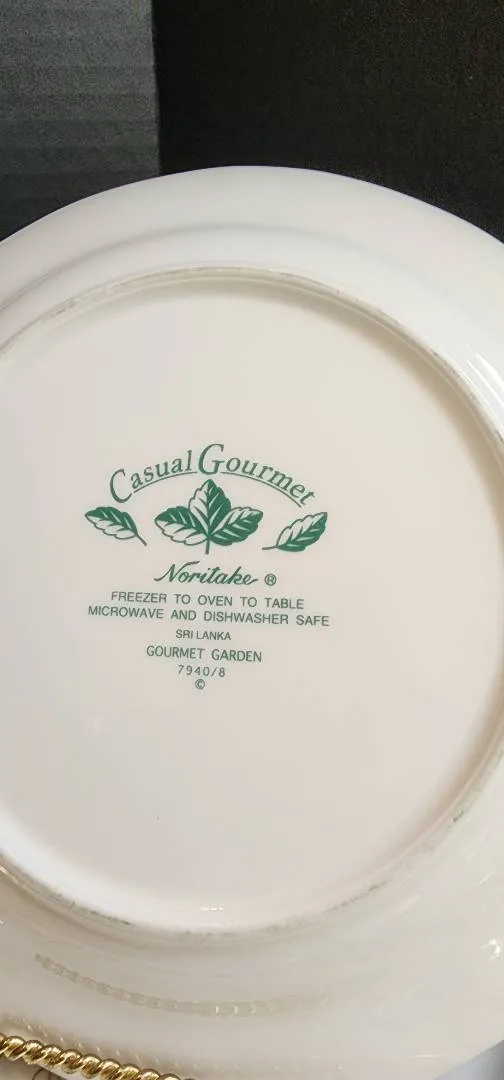 Casual Gourmet
Noritake ®
FREEZER TO OVEN TO TABLE
MICROWAVE AND DISHWASHER SAFE
SRI LANKA
GOURMET GARDEN
7940/8
©